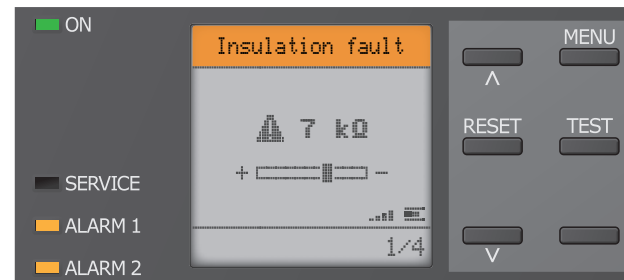 ON
Insulation fault
MENU
∧
7 kΩ
RESET
TEST
+ −
SERVICE
ALARM 1
1/4
∨
ALARM 2